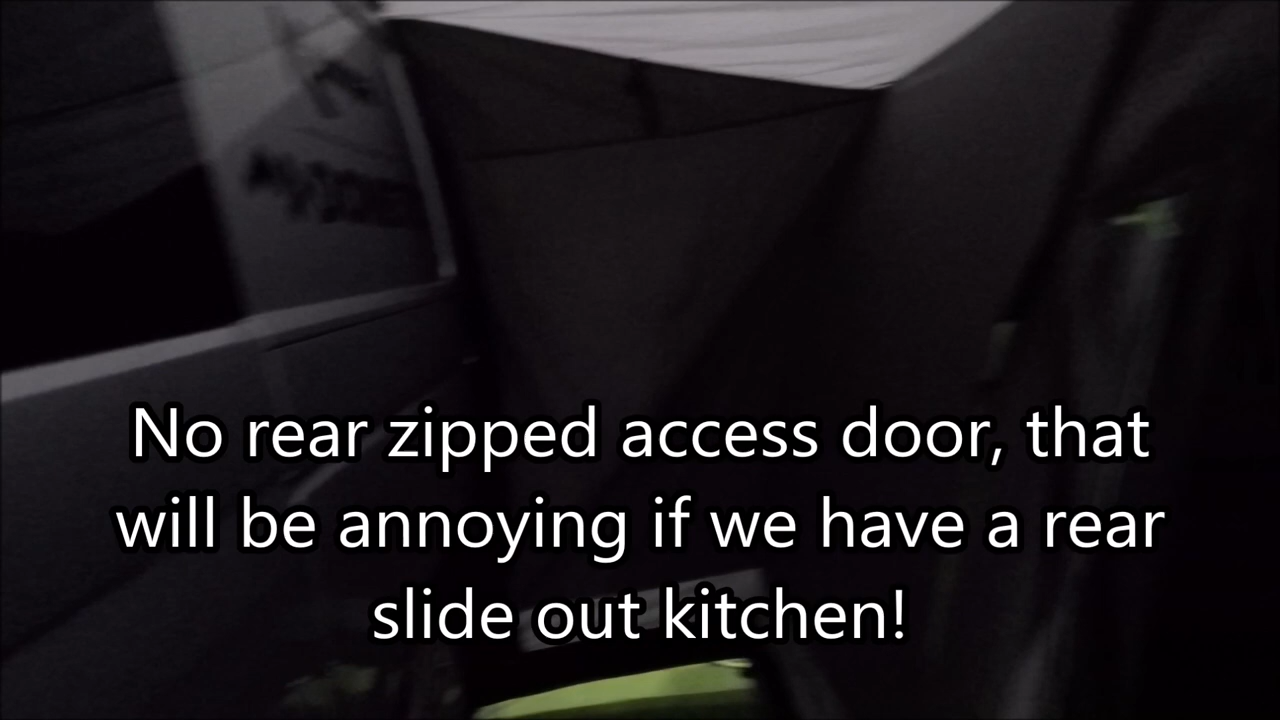 No rear zipped access door, that
will be annoying if we have a rear
slide out kitchen!